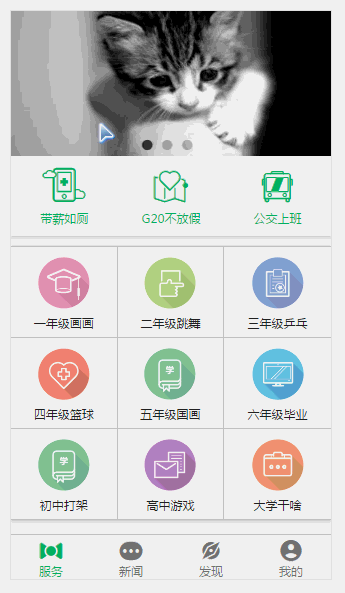 带薪如厕
G20不放假
公交上班
一年级画画
二年级跳舞
三年级乒乓
四年级篮球
学
五年级国画
六年级毕业
学
初中打架
高中游戏
大学干啥
服务
新闻
发现
我的